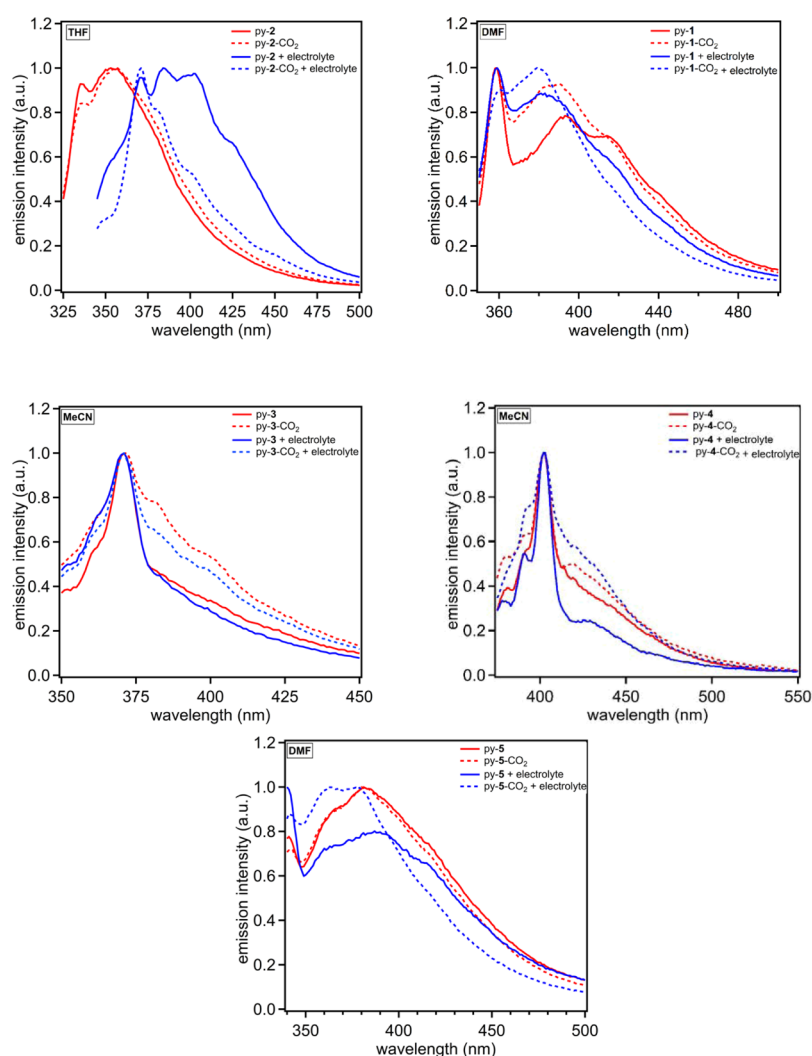 THF
py-2
py-2-CO₂
py-2 + electrolyte
py-2-CO₂ + electrolyte
1.2
1.0
0.8
0.6
0.4
0.2
0.0
emission intensity (a.u.)
325 350 375 400 425 450 475 500
wavelength (nm)
DMF
py-1
py-1-CO₂
py-1 + electrolyte
py-1-CO₂ + electrolyte
1.2
1.0
0.8
0.6
0.4
0.2
0.0
emission intensity (a.u.)
360 400 440 480
wavelength (nm)
MeCN
py-3
py-3-CO₂
py-3 + electrolyte
py-3-CO₂ + electrolyte
1.2
1.0
0.8
0.6
0.4
0.2
0.0
emission intensity (a.u.)
350 375 400 425 450
wavelength (nm)
MeCN
py-4
py-4-CO₂
py-4 + electrolyte
py-4-CO₂ + electrolyte
1.2
1.0
0.8
0.6
0.4
0.2
0.0
emission intensity (a.u.)
400 450 500 550
wavelength (nm)
DMF
py-5
py-5-CO₂
py-5 + electrolyte
py-5-CO₂ + electrolyte
1.2
1.0
0.8
0.6
0.4
0.2
0.0
emission intensity (a.u.)
350 400 450 500
wavelength (nm)